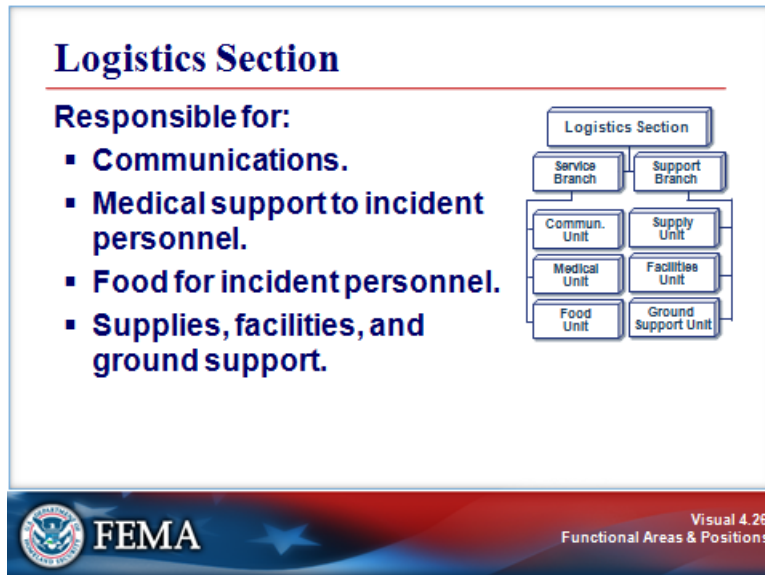 Logistics Section
Responsible for:
▪ Communications.
▪ Medical support to incident
personnel.
▪ Food for incident personnel.
▪ Supplies, facilities, and
ground support.
Logistics Section
Service
Branch
Support
Branch
Commun.
Unit
Supply
Unit
Medical
Unit
Facilities
Unit
Food
Unit
Ground
Support Unit
FEMA
Visual 4.26
Functional Areas & Positions